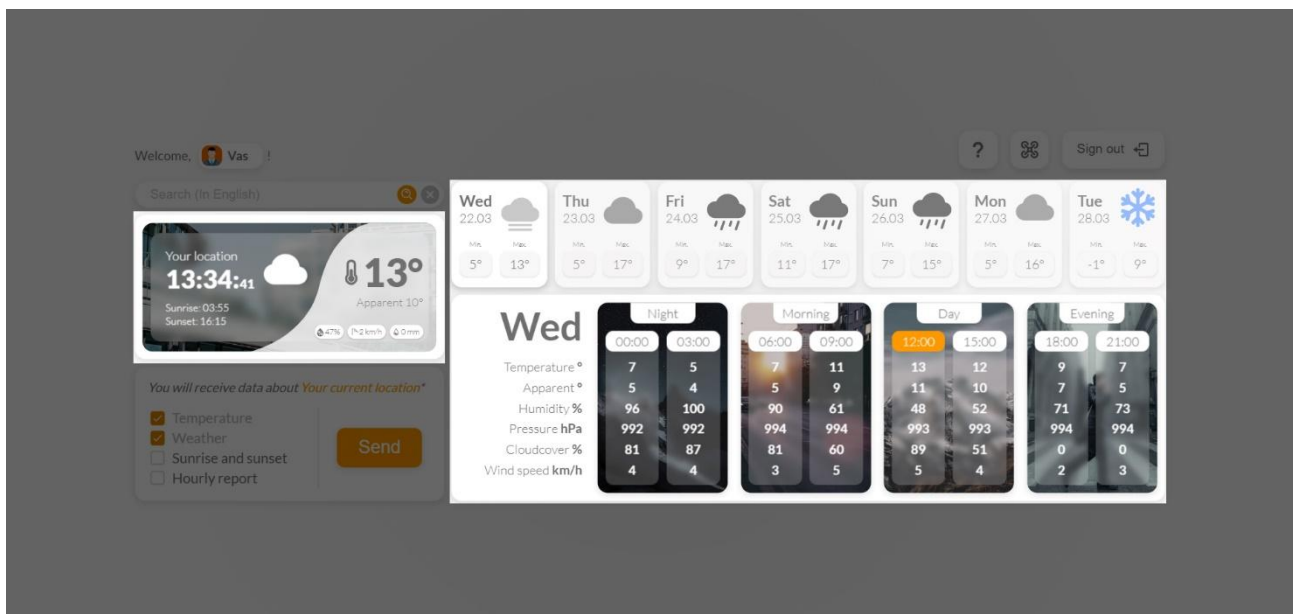 Welcome, Vas !
? Sign out
Search (In English)
Your location
13:34:41
Sunrise: 03:55
Sunset: 16:15
13°
Apparent 10°
47% 2 km/h 0 mm
You will receive data about Your current location*
Temperature
Weather
Sunrise and sunset
Hourly report
Send
Wed Thu Fri Sat Sun Mon Tue
22.03 23.03 24.03 25.03 26.03 27.03 28.03
Min. Max. Min. Max. Min. Max. Min. Max. Min. Max. Min. Max. Min. Max.
5° 13° 5° 17° 9° 17° 11° 17° 7° 15° 5° 16° -1° 9°
Wed
Night Morning Day Evening
00:00 03:00 06:00 09:00 12:00 15:00 18:00 21:00
Temperature ° 7 5 7 11 13 12 9 7
Apparent ° 5 4 5 9 11 10 7 5
Humidity % 96 100 90 61 48 52 71 73
Pressure hPa 992 992 994 994 993 993 994 994
Cloudcover % 81 87 81 60 89 51 0 0
Wind speed km/h 4 4 3 5 5 4 2 3